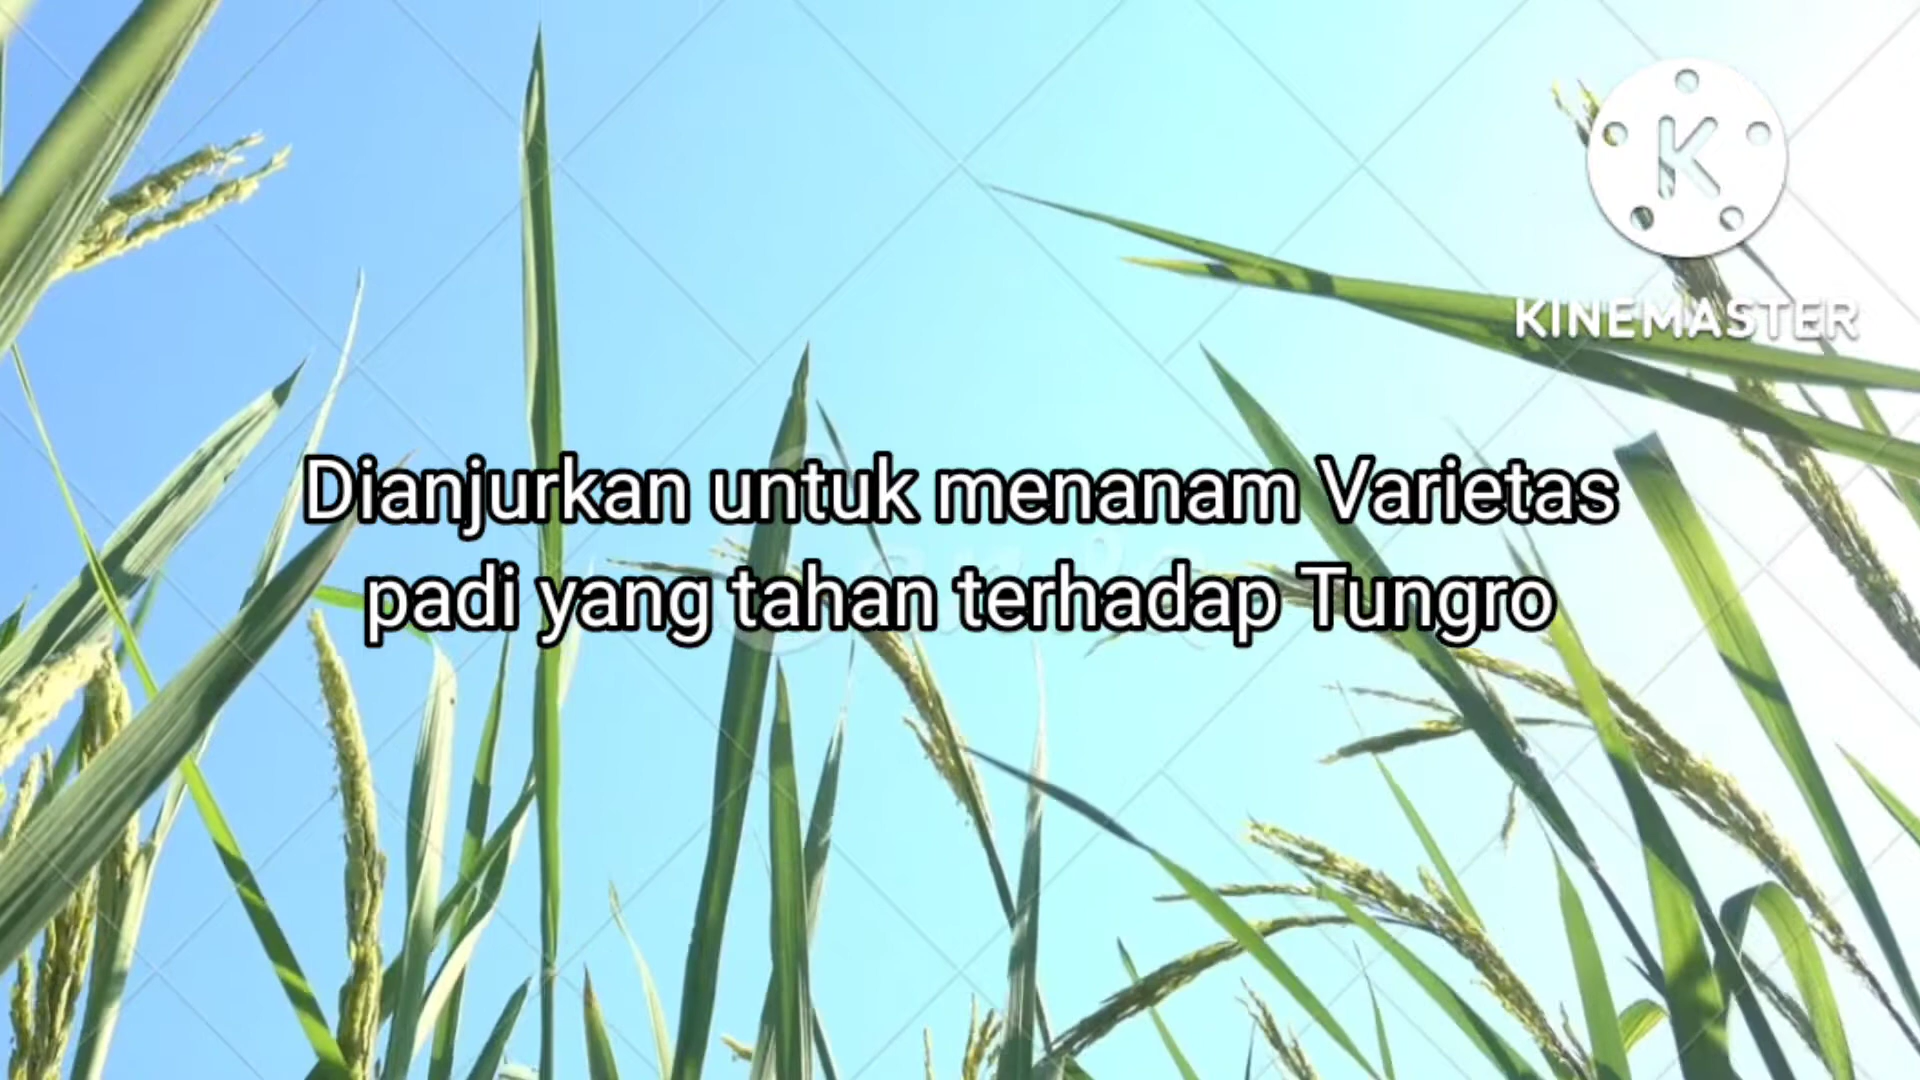 KINEMASTER
Dianjurkan untuk menanam Varietas
padi yang tahan terhadap Tungro